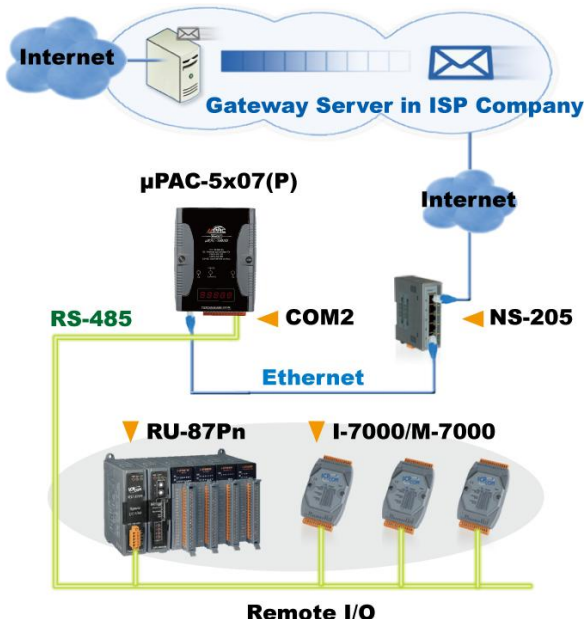 Internet
Gateway Server in ISP Company
µPAC-5x07(P)
Internet
RS-485
COM2
NS-205
Ethernet
RU-87Pn
I-7000/M-7000
Remote I/O